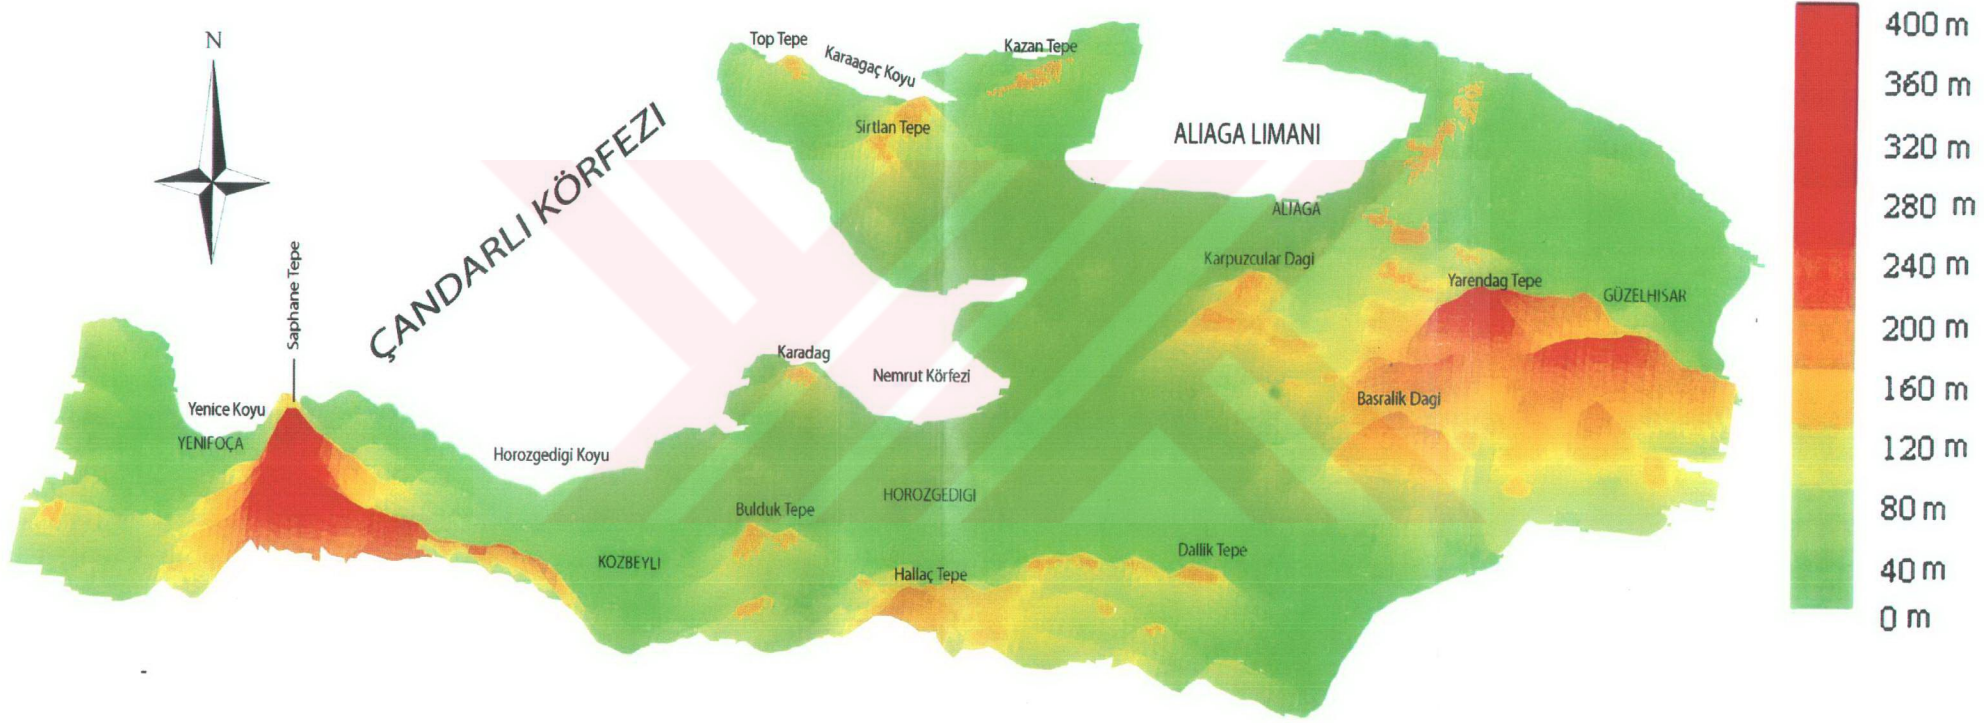 N
Top Tepe
Karaagaç Koyu
Kazan Tepe
Sirtlan Tepe
ALIAGA LIMANI
ÇANDARLI KÖRFEZI
ALIAGA
Karpuzcular Dagi
Yarendag Tepe
GÜZELHISAR
Saphane Tepe
Karadag
Nemrut Körfezi
Basralik Dagi
Yenice Koyu
YENIFOÇA
Horozgedigi Koyu
HOROZGEDIGI
Bulduk Tepe
KOZBEYLI
Hallaç Tepe
Dallik Tepe
400 m
360 m
320 m
280 m
240 m
200 m
160 m
120 m
80 m
40 m
0 m